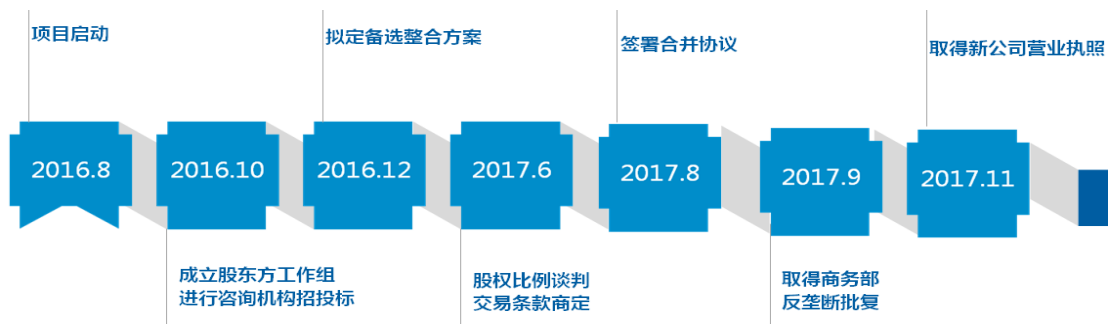 项目启动
拟定备选整合方案
签署合并协议
取得新公司营业执照
2016.8
2016.10
2016.12
2017.6
2017.8
2017.9
2017.11
成立股东方工作组
进行咨询机构招投标
股权比例谈判
交易条款商定
取得商务部
反垄断批复